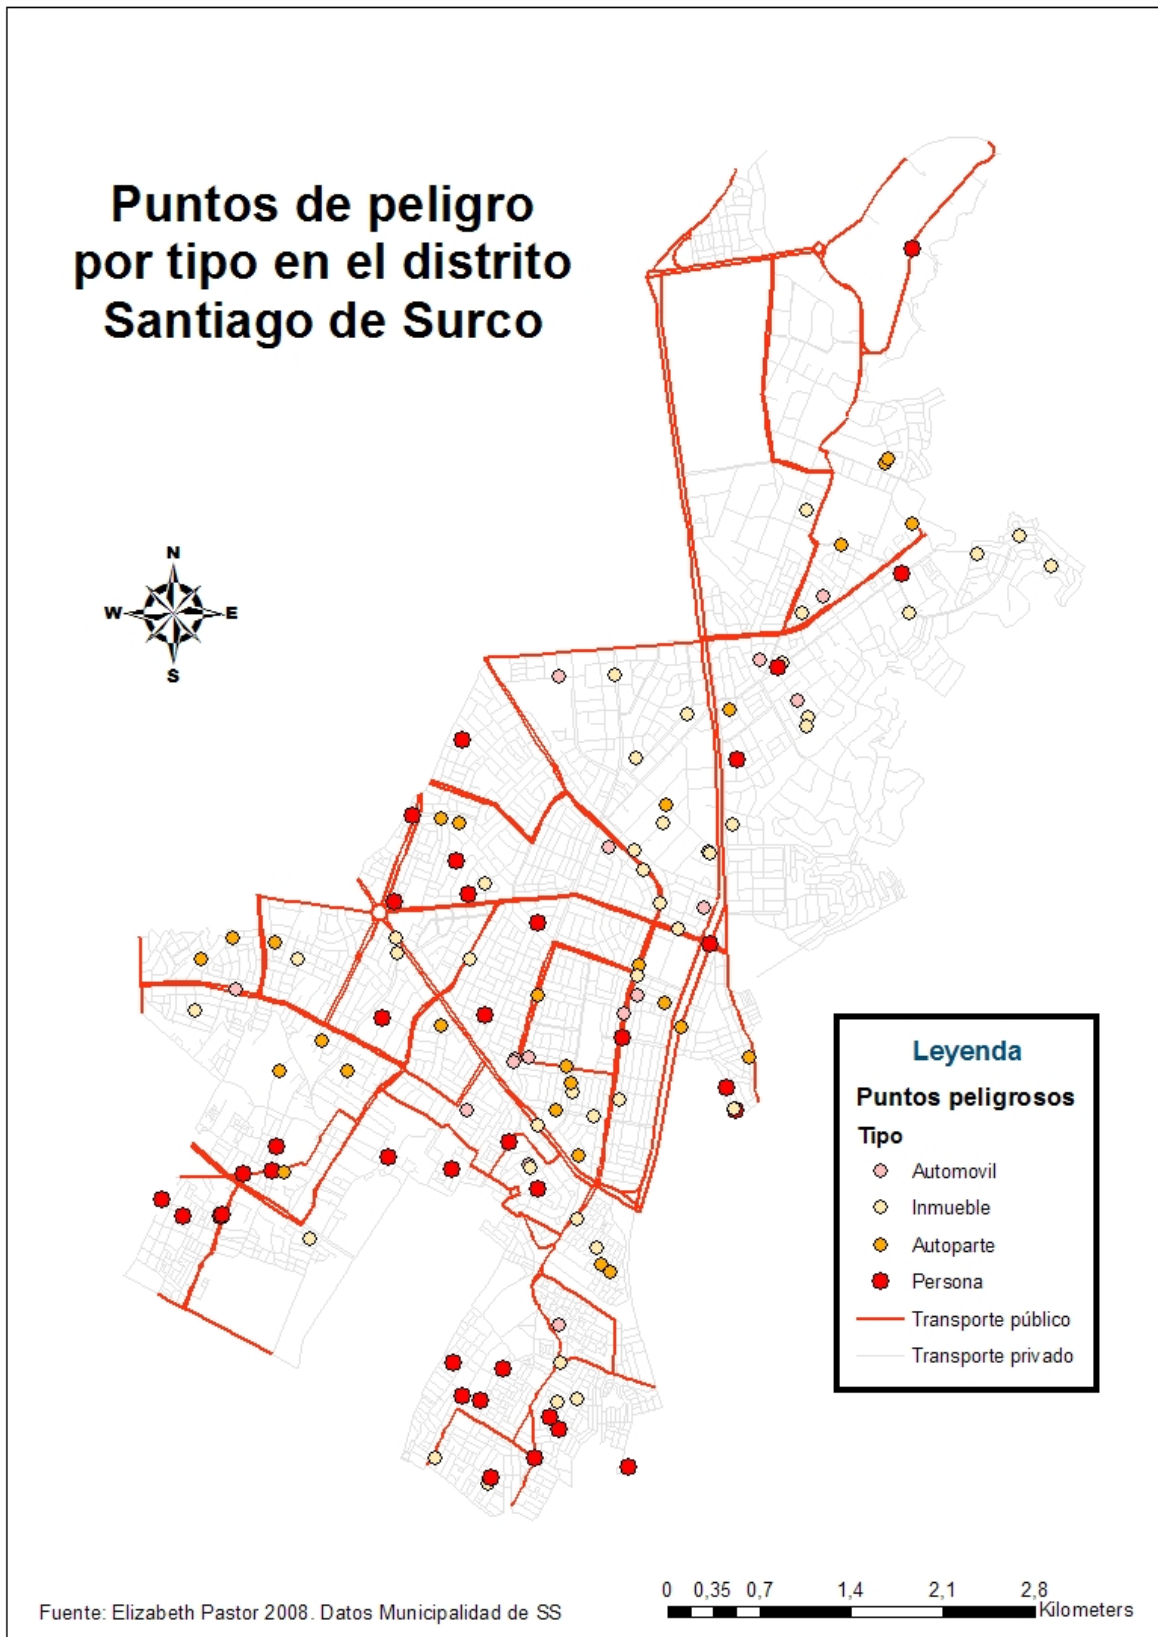 Puntos de peligro
por tipo en el distrito
Santiago de Surco
N
W
E
S
Leyenda
Puntos peligrosos
Tipo
Automovil
Inmueble
Autoparte
Persona
Transporte público
Transporte privado
0 0,35 0,7 1,4 2,1 2,8
Kilometers
Fuente: Elizabeth Pastor 2008. Datos Municipalidad de SS